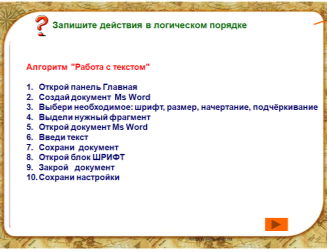 Запишите действия в логическом порядке
Алгоритм "Работа с текстом"
1. Открой панель Главная
2. Создай документ Ms Word
3. Выбери необходимое: шрифт, размер, начертание, подчёркивание
4. Выдели нужный фрагмент
5. Открой документ Ms Word
6. Введи текст
7. Сохрани документ
8. Открой блок ШРИФТ
9. Закрой документ
10. Сохрани настройки